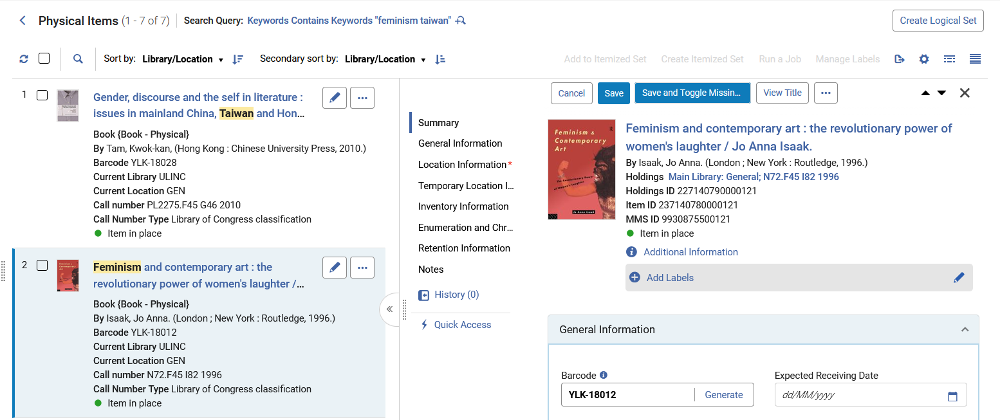 Physical Items (1 - 7 of 7) Search Query: Keywords Contains Keywords "feminism taiwan" Create Logical Set
Sort by: Library/Location Secondary sort by: Library/Location Add to Itemized Set Create Itemized Set Run a Job Manage Labels
1
Gender, discourse and the self in literature :
issues in mainland China, Taiwan and Hon...
Book {Book - Physical}
By Tam, Kwok-kan, (Hong Kong : Chinese University Press, 2010.)
Barcode YLK-18028
Current Library ULINC
Current Location GEN
Call number PL2275.F45 G46 2010
Call Number Type Library of Congress classification
Item in place
2
Feminism and contemporary art : the
revolutionary power of women's laughter /...
Book {Book - Physical}
By Isaak, Jo Anna. (London ; New York : Routledge, 1996.)
Barcode YLK-18012
Current Library ULINC
Current Location GEN
Call number N72.F45 I82 1996
Call Number Type Library of Congress classification
Item in place
Summary
General Information
Location Information*
Temporary Location I...
Inventory Information
Enumeration and Chr...
Retention Information
Notes
History (0)
Quick Access
Cancel Save Save and Toggle Missin... View Title ...
Feminism &
Contemporary
Art
The Revolutionary Power
of Women's Laughter
Jo Anna Isaak
Feminism and contemporary art : the revolutionary power of
women's laughter / Jo Anna Isaak.
By Isaak, Jo Anna. (London ; New York : Routledge, 1996.)
Holdings Main Library: General; N72.F45 I82 1996
Holdings ID 227140790000121
Item ID 237140780000121
MMS ID 9930875500121
Item in place
Additional Information
Add Labels
General Information
Barcode Expected Receiving Date
YLK-18012 Generate dd/MM/yyyy